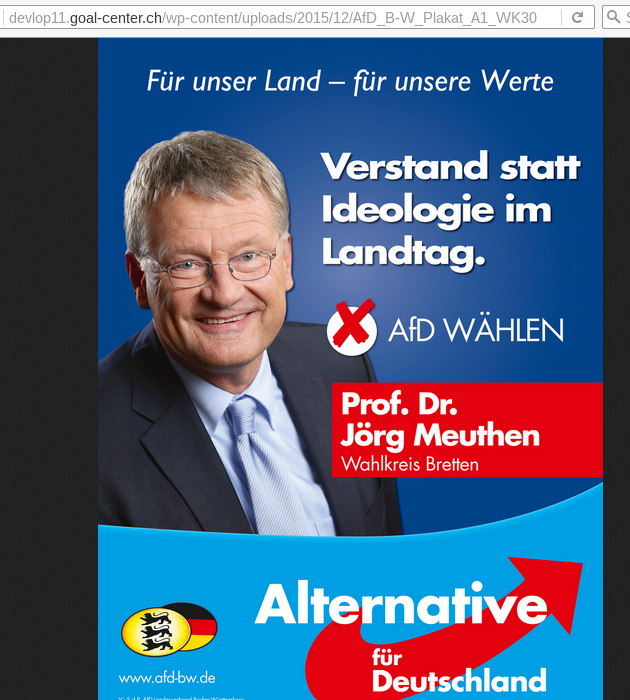 devlop11.goal-center.ch/wp-content/uploads/2015/12/AfD_B-W_Plakat_A1_WK30
Für unser Land – für unsere Werte
Verstand statt
Ideologie im
Landtag.
AfD WÄHLEN
Prof. Dr.
Jörg Meuthen
Wahlkreis Bretten
Alternative
für
Deutschland
www.afd-bw.de